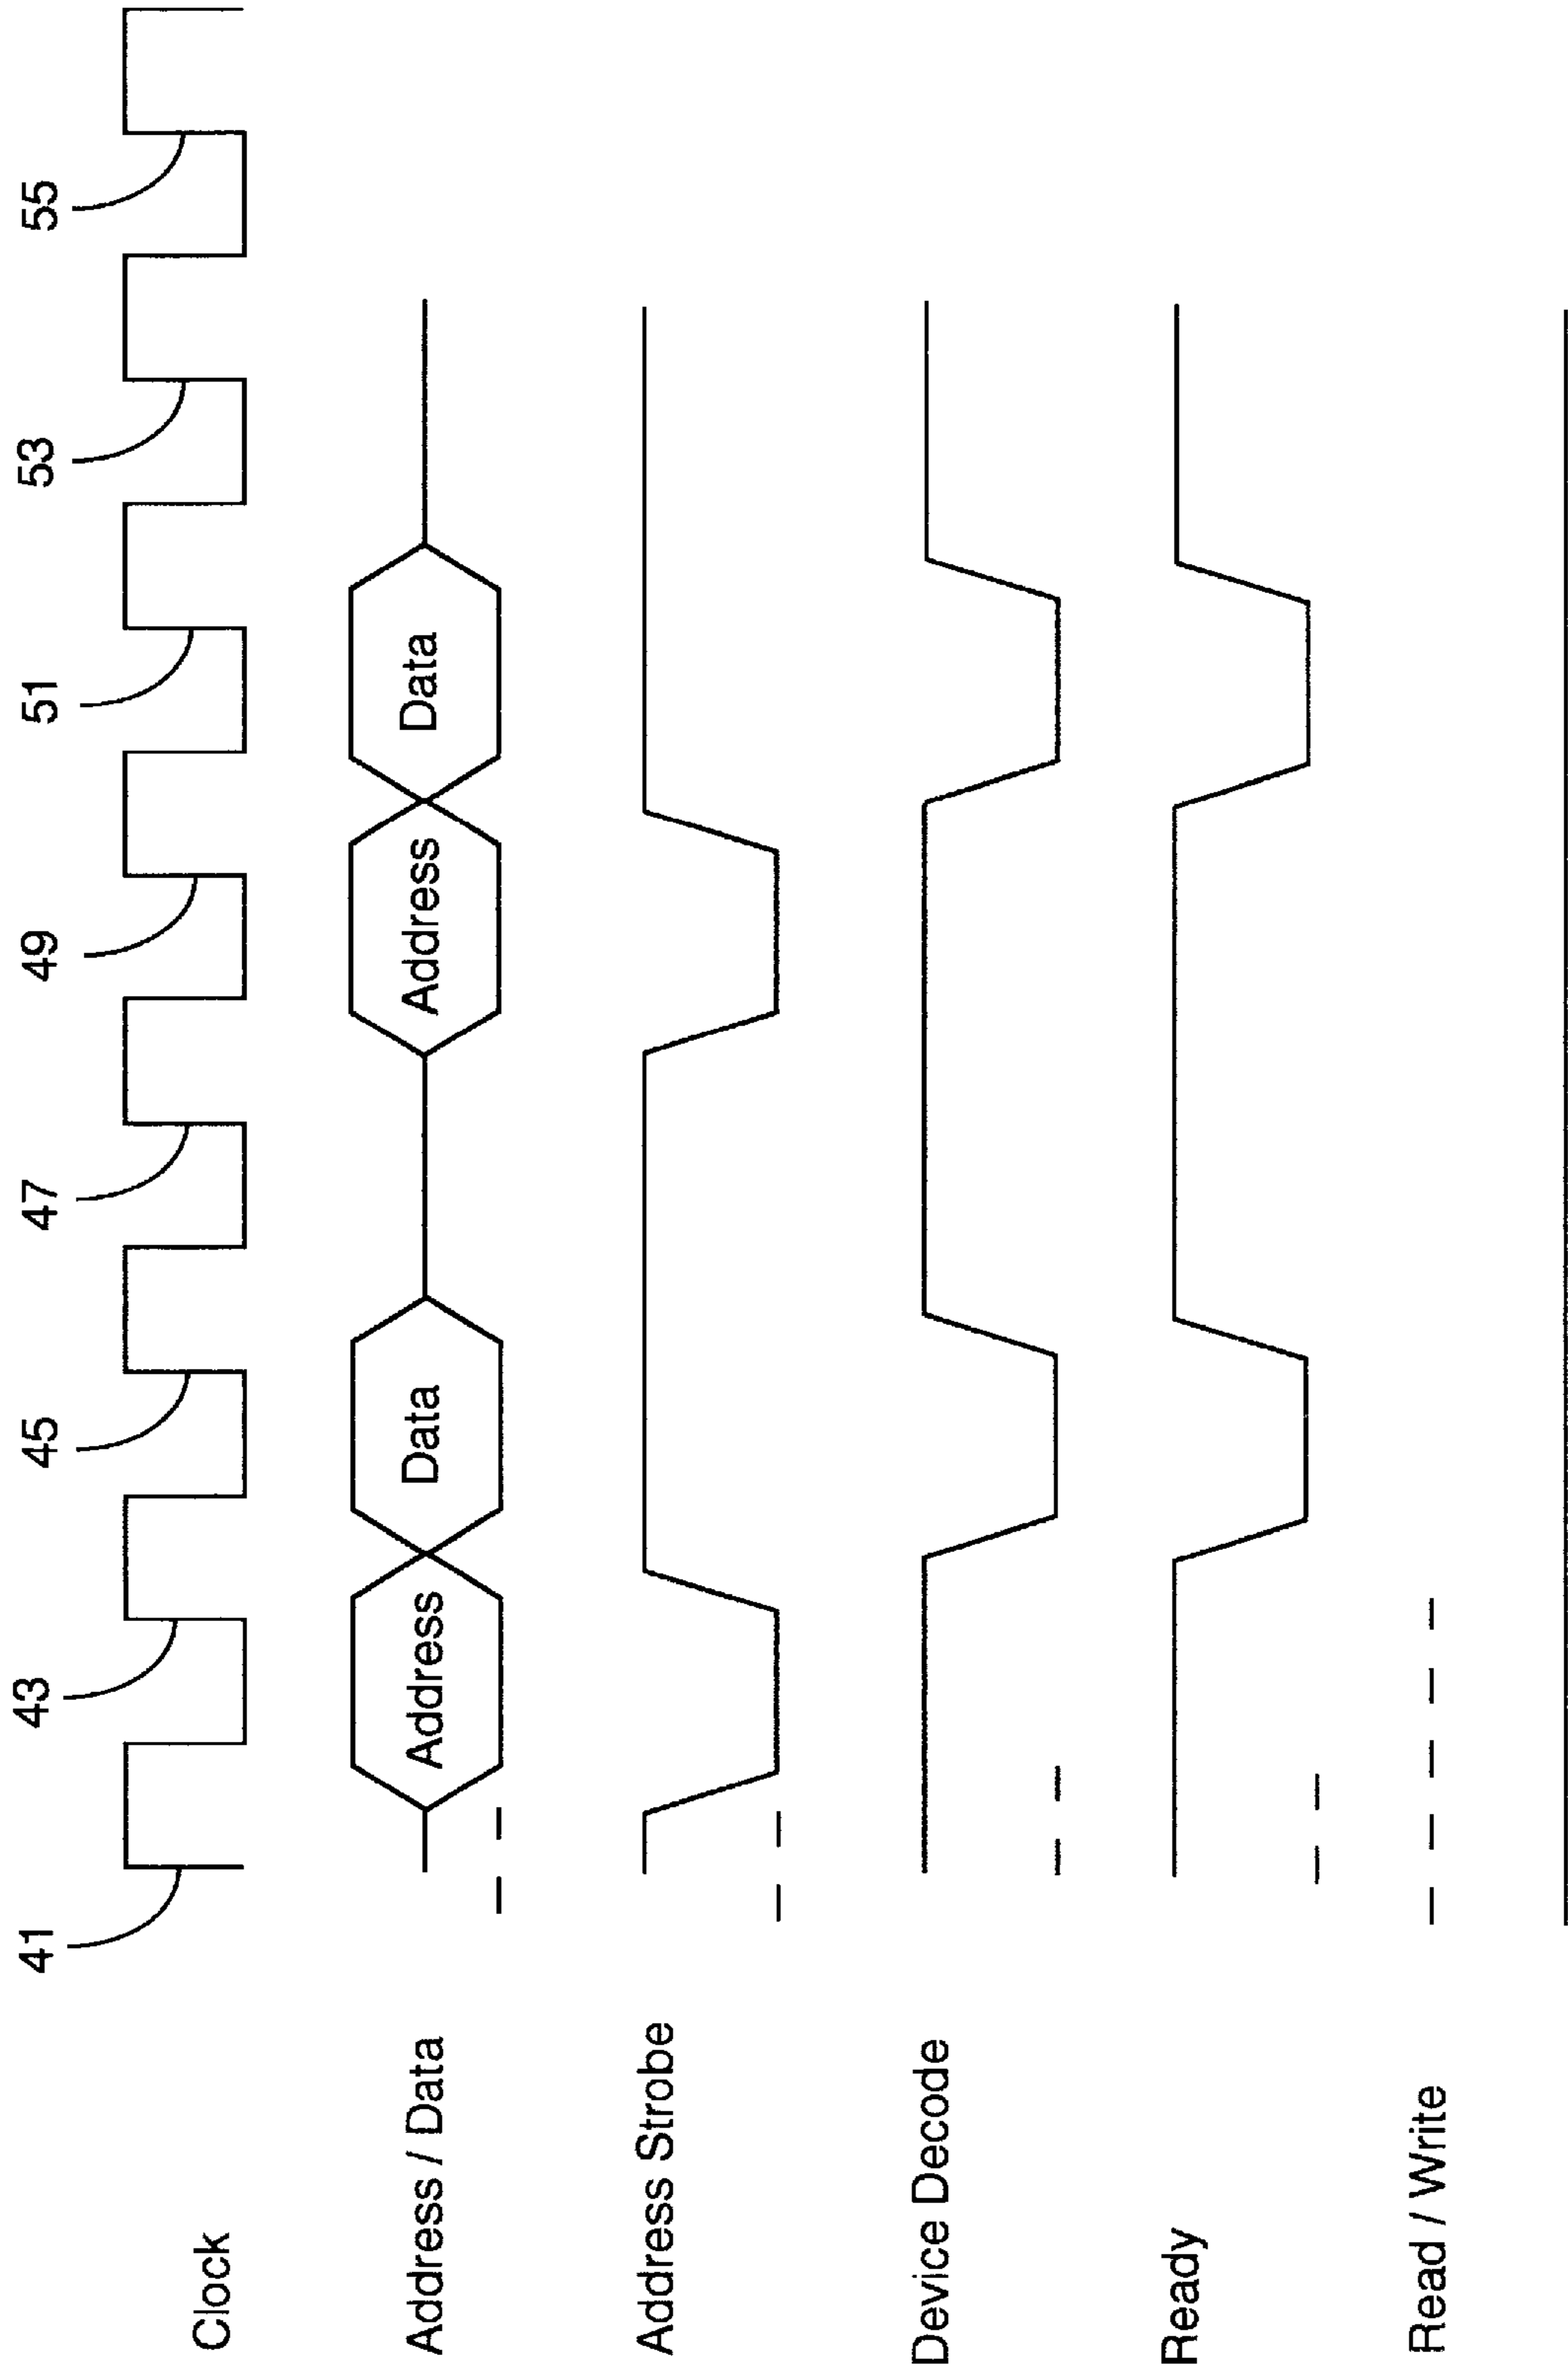 41 43 45 47 49 51 53 55
Clock
Address / Data
Address Data Address Data
Address Strobe
Device Decode
Ready
Read / Write